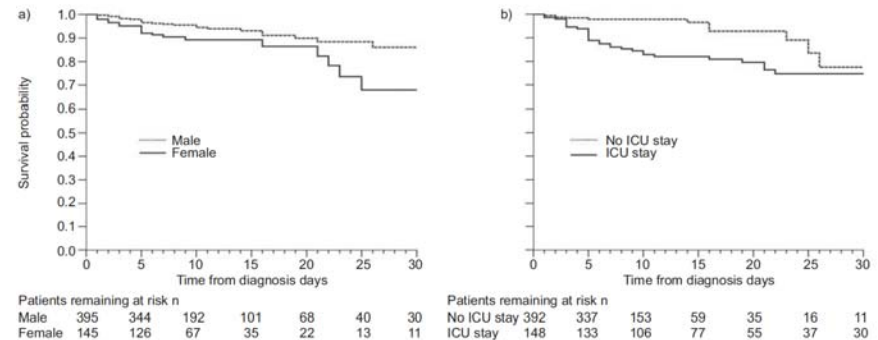 a)
1.0
0.9
0.8
0.7
0.6
0.5
0.4
0.3
0.2
0.1
0.0
Survival probability
Male
Female
0 5 10 15 20 25 30
Time from diagnosis days
Patients remaining at risk n
Male 395 344 192 101 68 40 30
Female 145 126 67 35 22 13 11
b)
No ICU stay
ICU stay
0 5 10 15 20 25 30
Time from diagnosis days
Patients remaining at risk n
No ICU stay 392 337 153 59 35 16 11
ICU stay 148 133 106 77 55 37 30